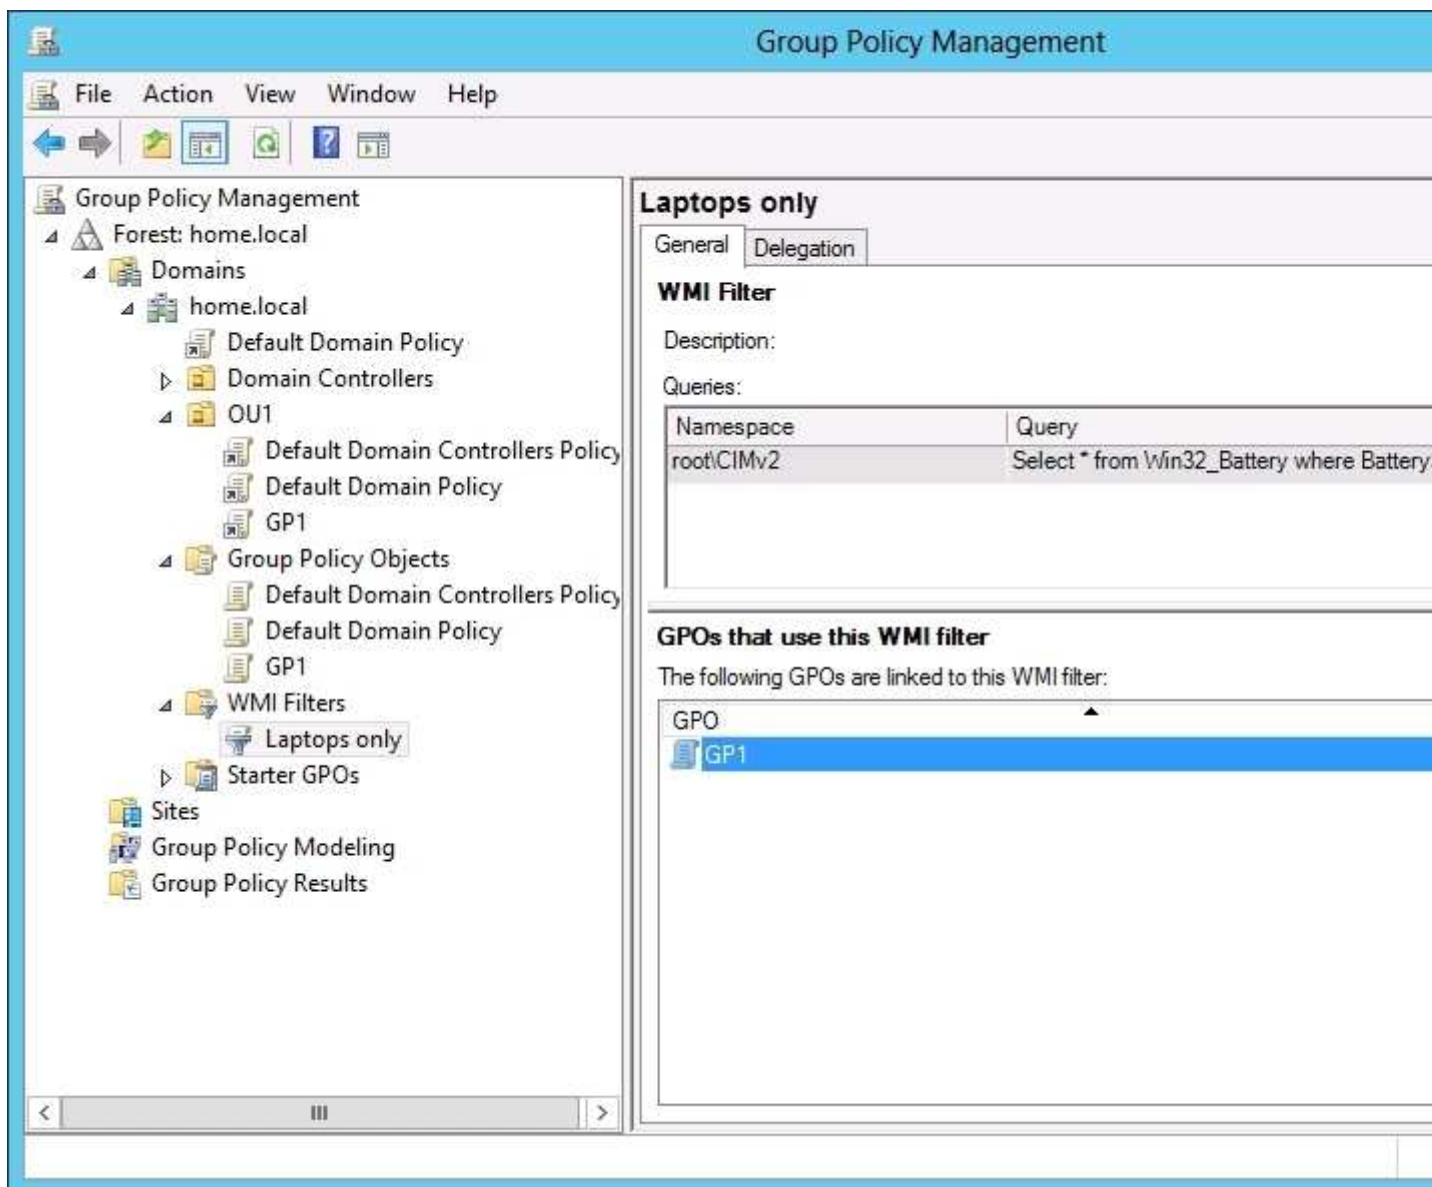 Group Policy Management
File Action View Window Help
Group Policy Management
Forest: home.local
Domains
home.local
Default Domain Policy
Domain Controllers
OU1
Default Domain Controllers Policy
Default Domain Policy
GP1
Group Policy Objects
Default Domain Controllers Policy
Default Domain Policy
GP1
WMI Filters
Laptops only
Starter GPOs
Sites
Group Policy Modeling
Group Policy Results
Laptops only
General Delegation
WMI Filter
Description:
Queries:
Namespace Query
root\CIMv2 Select * from Win32_Battery where Battery
GPOs that use this WMI filter
The following GPOs are linked to this WMI filter:
GPO
GP1